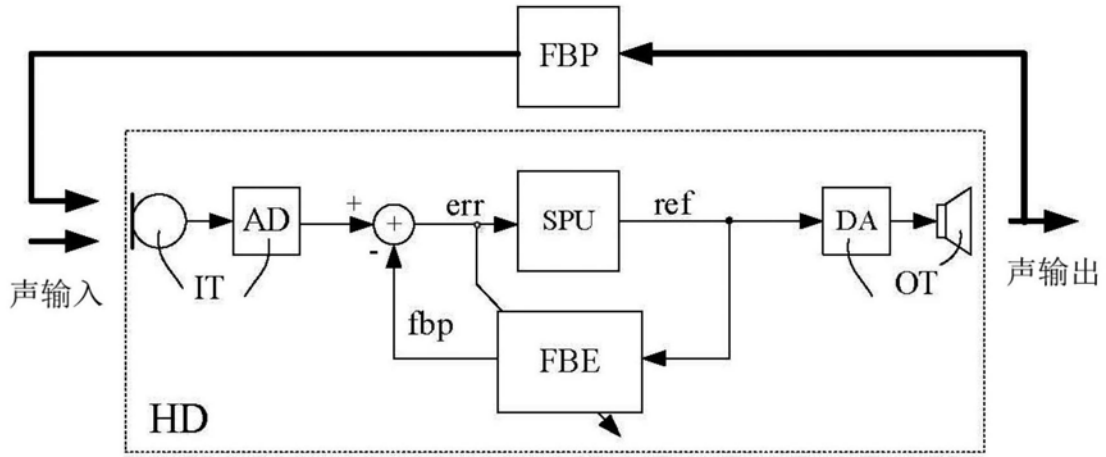 FBP
声输入
IT
AD
+
+
-
err
SPU
ref
DA
OT
声输出
fbp
FBE
HD